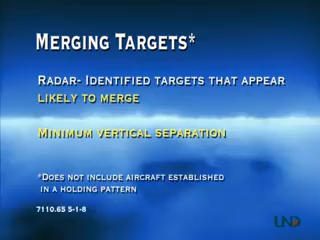 Merging Targets*
Radar- Identified targets that appear
likely to merge
Minimum vertical separation
*Does not include aircraft established
in a holding pattern
7110.65 5-1-8
UND